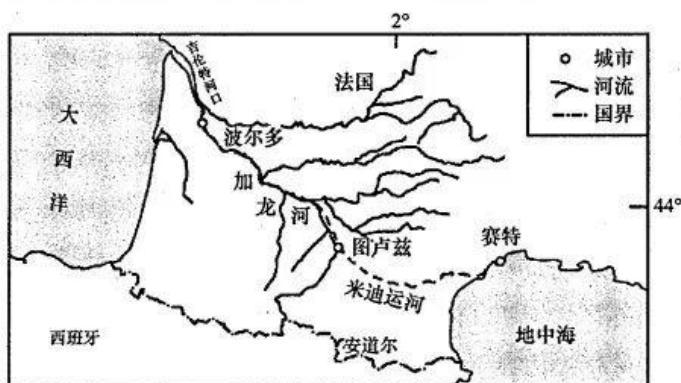 2°
吉伦特河口
法国
城市
河流
国界
大西洋
波尔多
加龙河
44°
图卢兹
赛特
米迪运河
地中海
西班牙
安道尔